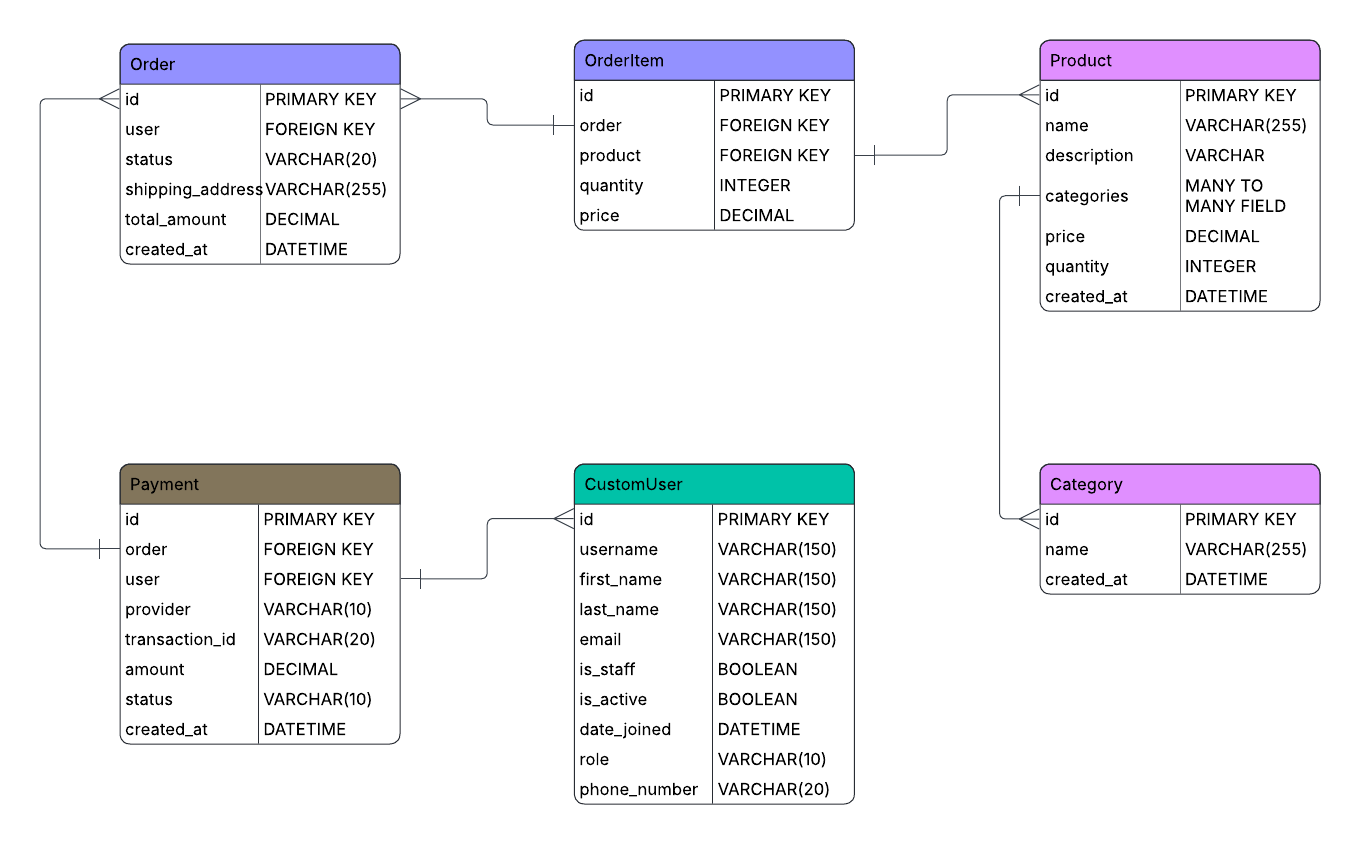 Order
id PRIMARY KEY
user FOREIGN KEY
status VARCHAR(20)
shipping_address VARCHAR(255)
total_amount DECIMAL
created_at DATETIME
OrderItem
id PRIMARY KEY
order FOREIGN KEY
product FOREIGN KEY
quantity INTEGER
price DECIMAL
Product
id PRIMARY KEY
name VARCHAR(255)
description VARCHAR
categories MANY TO
MANY FIELD
price DECIMAL
quantity INTEGER
created_at DATETIME
Payment
id PRIMARY KEY
order FOREIGN KEY
user FOREIGN KEY
provider VARCHAR(10)
transaction_id VARCHAR(20)
amount DECIMAL
status VARCHAR(10)
created_at DATETIME
CustomUser
id PRIMARY KEY
username VARCHAR(150)
first_name VARCHAR(150)
last_name VARCHAR(150)
email VARCHAR(150)
is_staff BOOLEAN
is_active BOOLEAN
date_joined DATETIME
role VARCHAR(10)
phone_number VARCHAR(20)
Category
id PRIMARY KEY
name VARCHAR(255)
created_at DATETIME